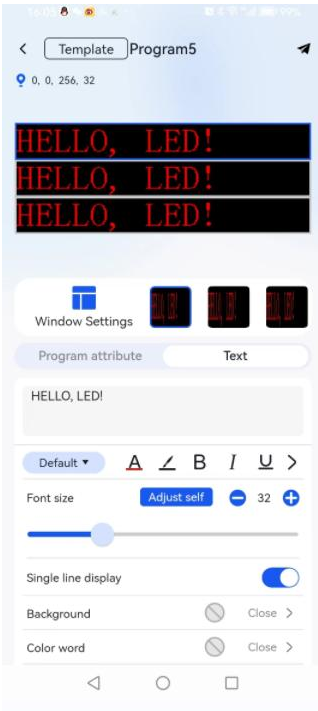 Template Program5
0, 0, 256, 32
HELLO, LED!
HELLO, LED!
HELLO, LED!
Window Settings
Program attribute Text
HELLO, LED!
Default A B I U
Font size Adjust self 32
Single line display
Background Close
Color word Close